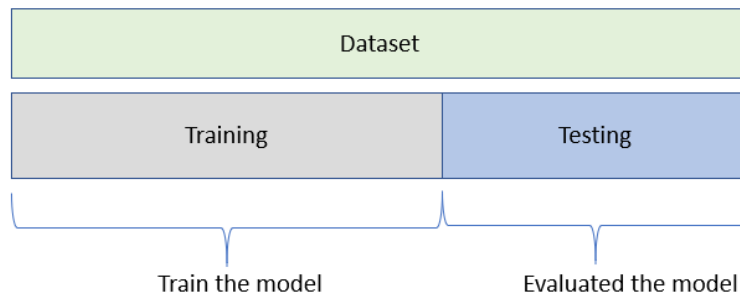 Dataset
Training Testing
Train the model Evaluated the model